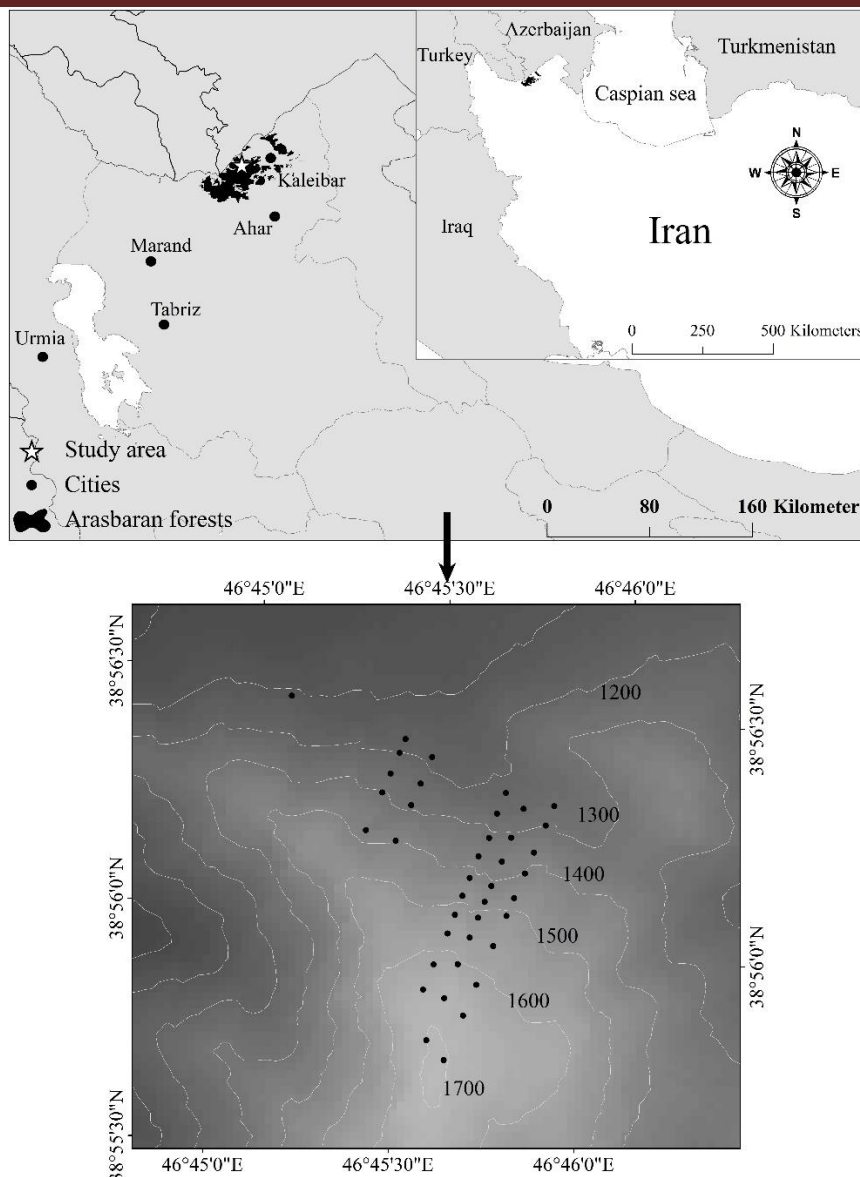 Azerbaijan
Turkey
Turkmenistan
Caspian sea
N
W E
S
Iraq
Iran
0 250 500 Kilometers
Kaleibar
Ahar
Marand
Tabriz
Urmia
Study area
Cities
Arasbaran forests
0 80 160 Kilometer
46°45'0"E 46°45'30"E 46°46'0"E
38°56'30"N
38°56'0"N
38°55'30"N
38°56'30"N
38°56'0"N
1200
1300
1400
1500
1600
1700
46°45'0"E 46°45'30"E 46°46'0"E